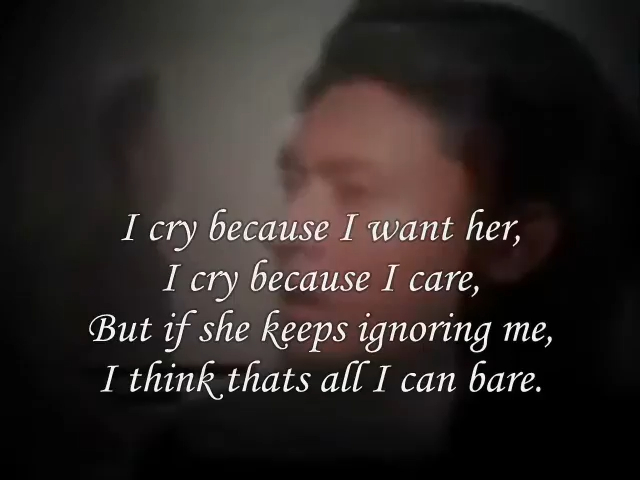 I cry because I want her,
I cry because I care,
But if she keeps ignoring me,
I think thats all I can bare.